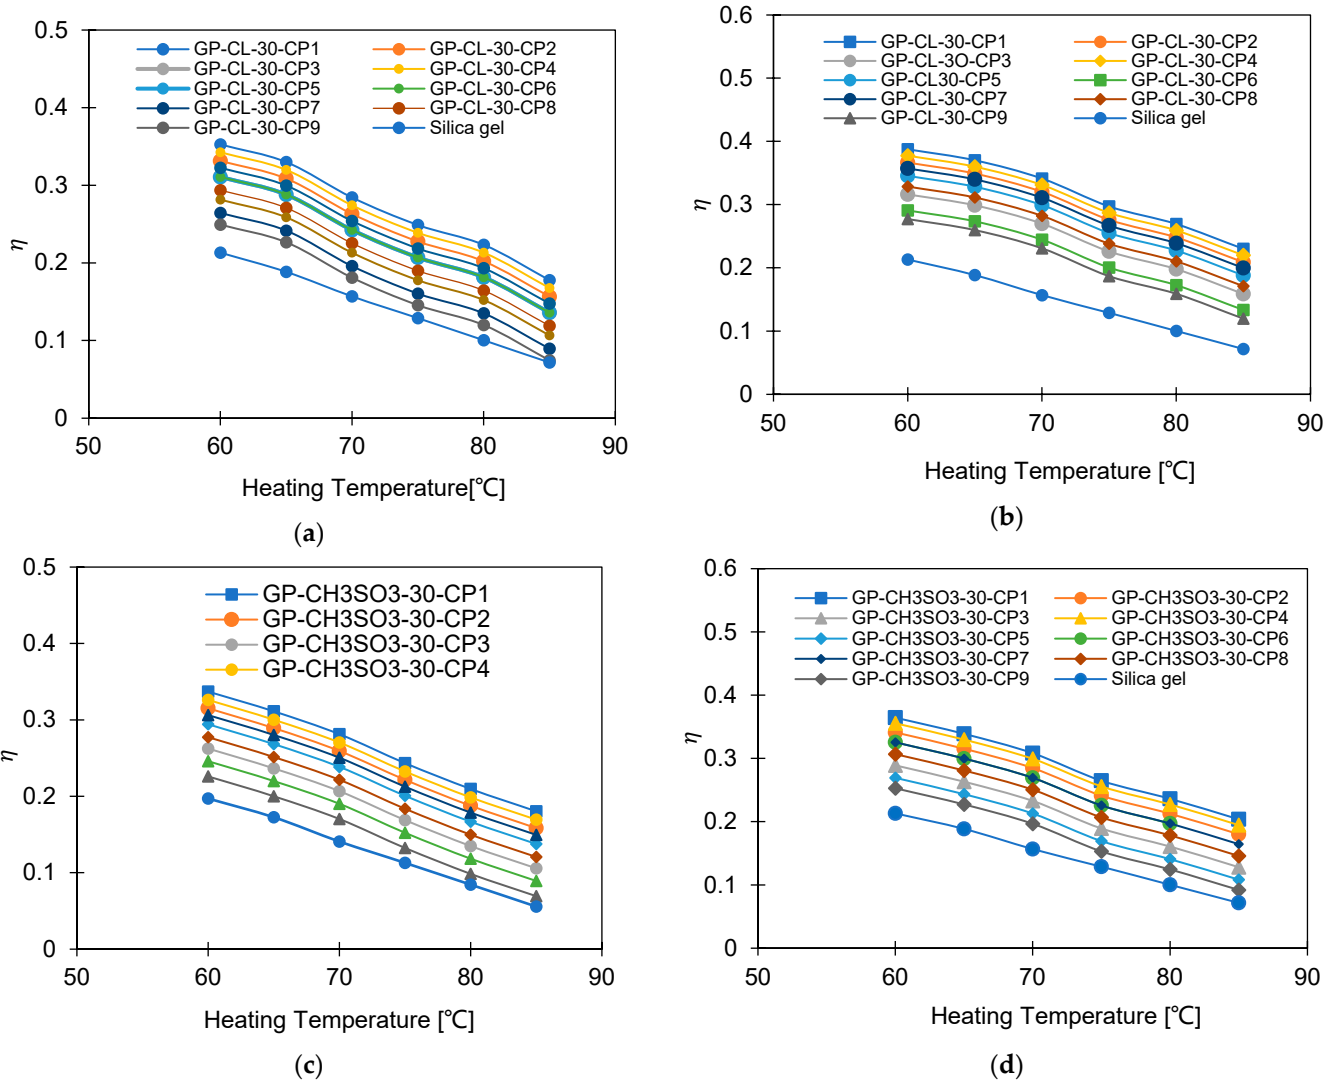 0.5
0.4
0.3
0.2
0.1
0
η
GP-CL-30-CP1 GP-CL-30-CP2
GP-CL-30-CP3 GP-CL-30-CP4
GP-CL-30-CP5 GP-CL-30-CP6
GP-CL-30-CP7 GP-CL-30-CP8
GP-CL-30-CP9 Silica gel
50 60 70 80 90
Heating Temperature[℃]
(a)
0.6
0.5
0.4
0.3
0.2
0.1
0
η
GP-CL-30-CP1 GP-CL-30-CP2
GP-CL-3O-CP3 GP-CL-30-CP4
GP-CL30-CP5 GP-CL-30-CP6
GP-CL-30-CP7 GP-CL-30-CP8
GP-CL-30-CP9 Silica gel
50 60 70 80 90
Heating Temperature [℃]
(b)
0.5
0.4
0.3
0.2
0.1
0
η
GP-CH3SO3-30-CP1
GP-CH3SO3-30-CP2
GP-CH3SO3-30-CP3
GP-CH3SO3-30-CP4
50 60 70 80 90
Heating Temperature [℃]
(c)
0.6
0.5
0.4
0.3
0.2
0.1
0
η
GP-CH3SO3-30-CP1 GP-CH3SO3-30-CP2
GP-CH3SO3-30-CP3 GP-CH3SO3-30-CP4
GP-CH3SO3-30-CP5 GP-CH3SO3-30-CP6
GP-CH3SO3-30-CP7 GP-CH3SO3-30-CP8
GP-CH3SO3-30-CP9 Silica gel
50 60 70 80 90
Heating Temperature [℃]
(d)